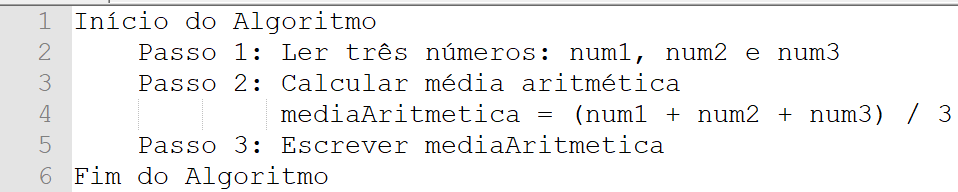 1 Início do Algoritmo
2 Passo 1: Ler três números: num1, num2 e num3
3 Passo 2: Calcular média aritmética
4 mediaAritmetica = (num1 + num2 + num3) / 3
5 Passo 3: Escrever mediaAritmetica
6 Fim do Algoritmo